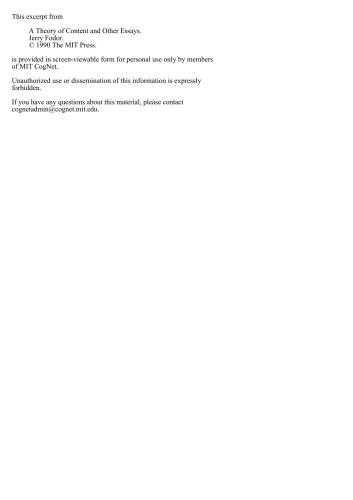 This excerpt from
A Theory of Content and Other Essays.
Jerry Fodor.
© 1990 The MIT Press.
is provided in screen-viewable form for personal use only by members
of MIT CogNet.
Unauthorized use or dissemination of this information is expressly
forbidden.
If you have any questions about this material, please contact
cognetadmin@cognet.mit.edu.